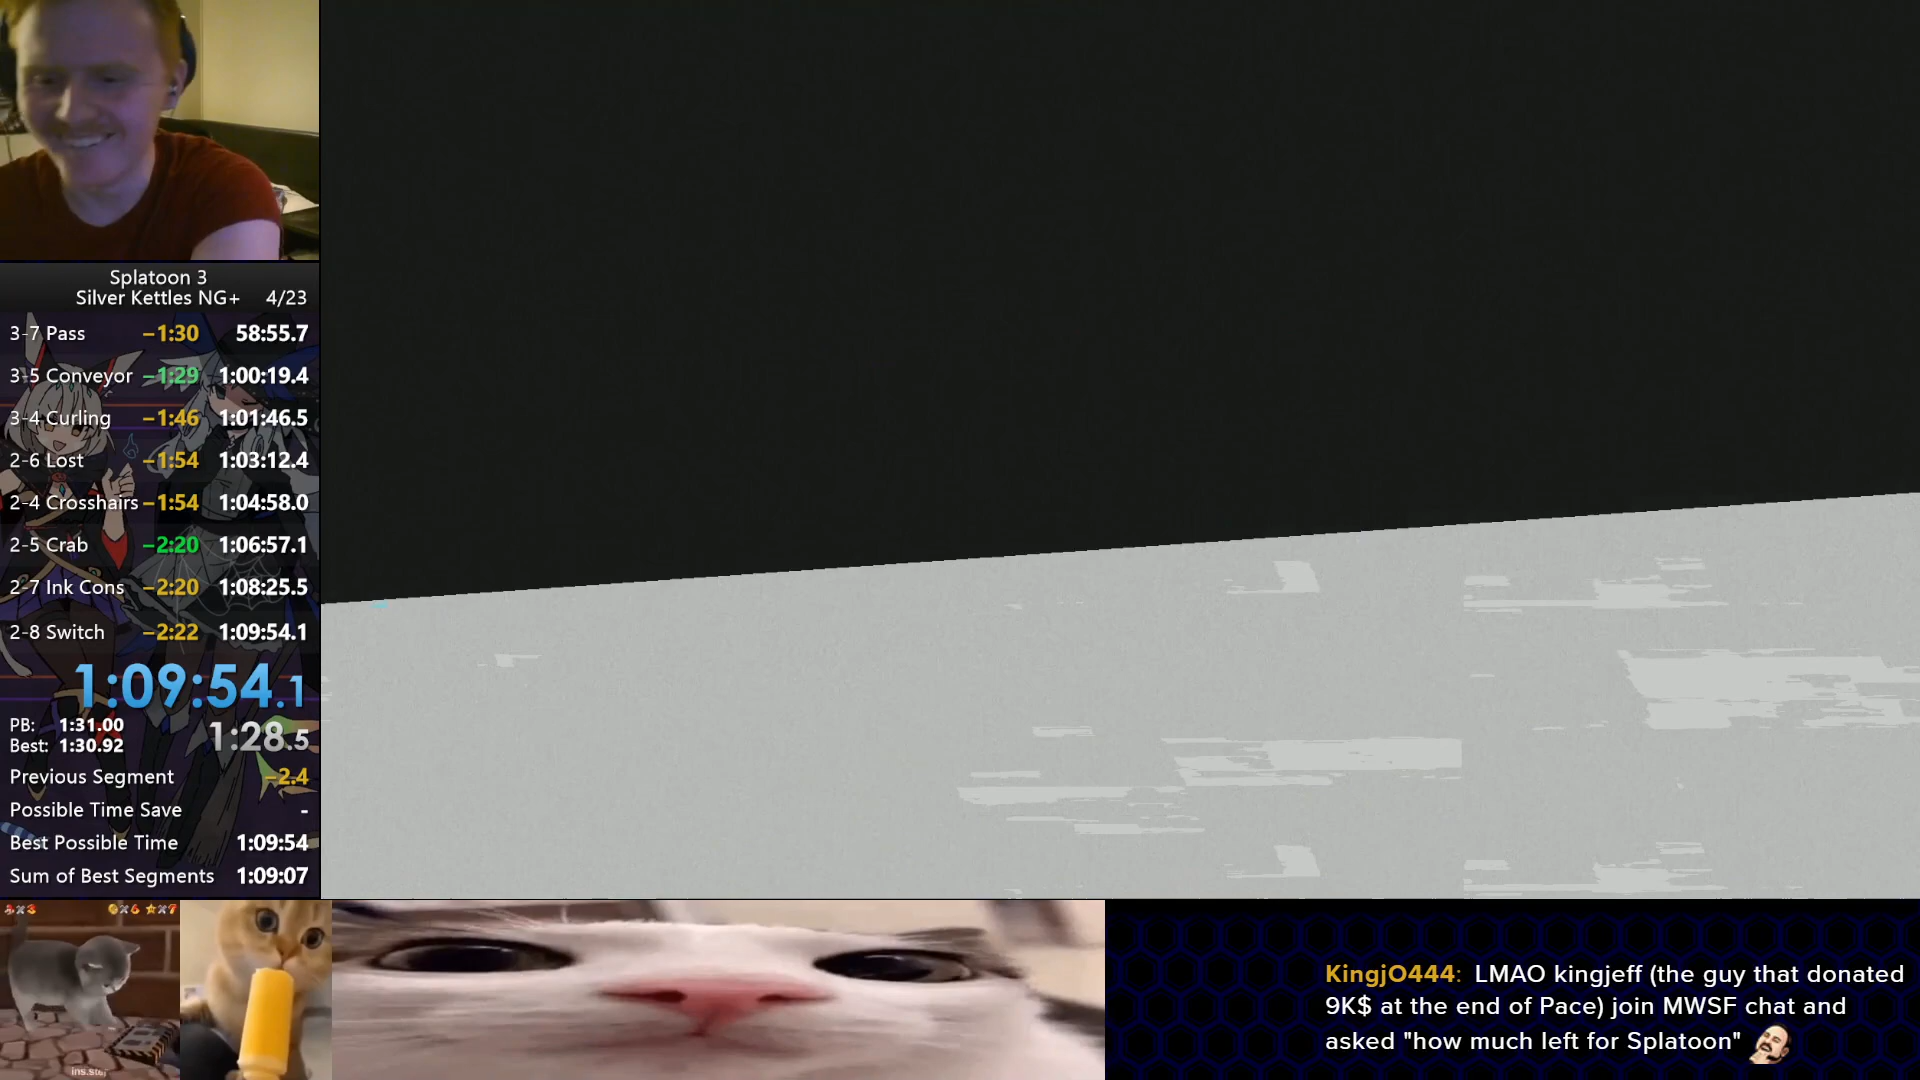 Splatoon 3
Silver Kettles NG+ 4/23
3-7 Pass −1:30 58:55.7
3-5 Conveyor −1:29 1:00:19.4
3-4 Curling −1:46 1:01:46.5
2-6 Lost −1:54 1:03:12.4
2-4 Crosshairs −1:54 1:04:58.0
2-5 Crab −2:20 1:06:57.1
2-7 Ink Cons −2:20 1:08:25.5
2-8 Switch −2:22 1:09:54.1
1:09:54.1
PB: 1:31.00
Best: 1:30.92
1:28.5
Previous Segment −2.4
Possible Time Save -
Best Possible Time 1:09:54
Sum of Best Segments 1:09:07
×3 ×6 ×7
KingjO444: LMAO kingjeff (the guy that donated
9K$ at the end of Pace) join MWSF chat and
asked "how much left for Splatoon"